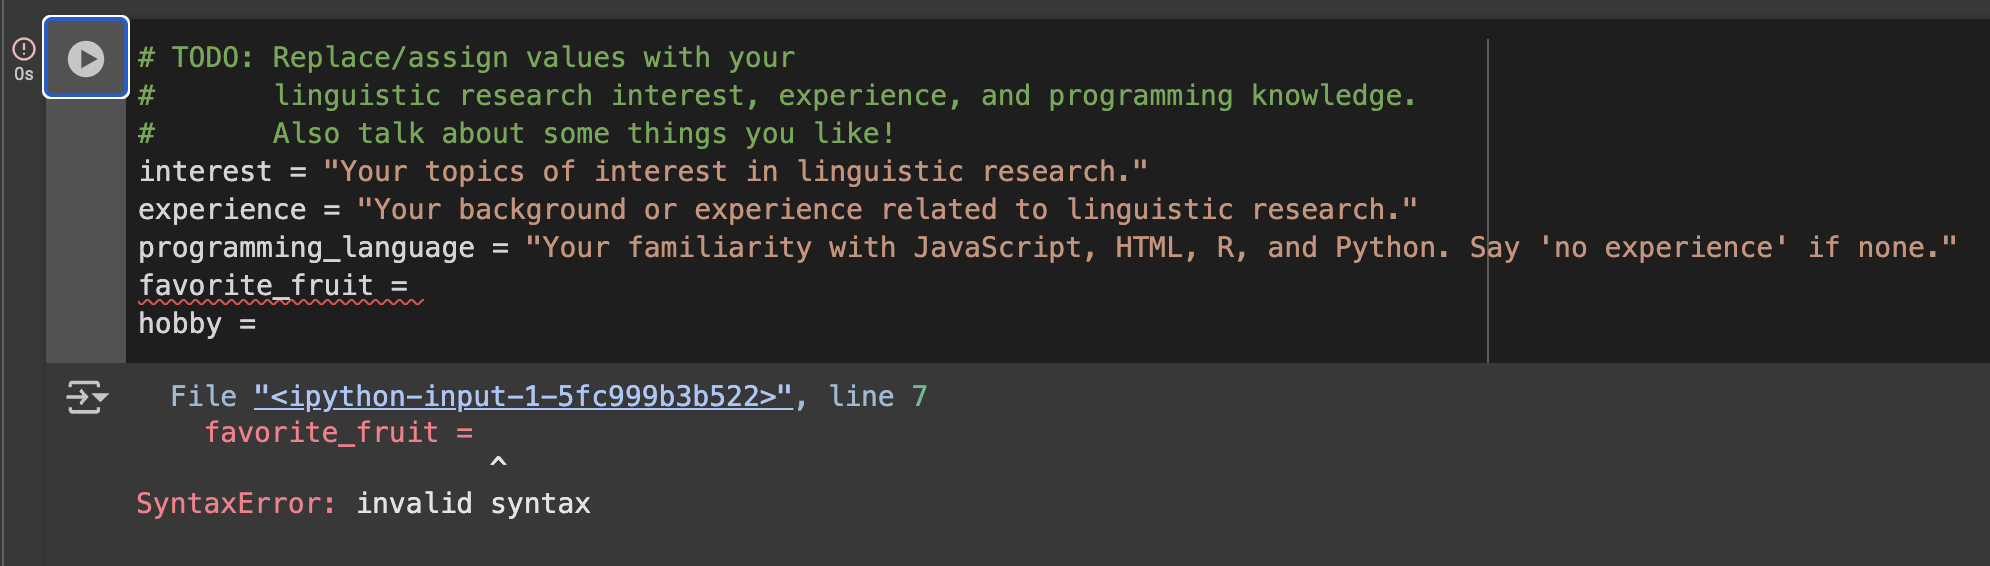 # TODO: Replace/assign values with your
#       linguistic research interest, experience, and programming knowledge.
#       Also talk about some things you like!
interest = "Your topics of interest in linguistic research."
experience = "Your background or experience related to linguistic research."
programming_language = "Your familiarity with JavaScript, HTML, R, and Python. Say 'no experience' if none."
favorite_fruit =
hobby =
0s
File "<ipython-input-1-5fc999b3b522>", line 7
favorite_fruit =
^
SyntaxError: invalid syntax